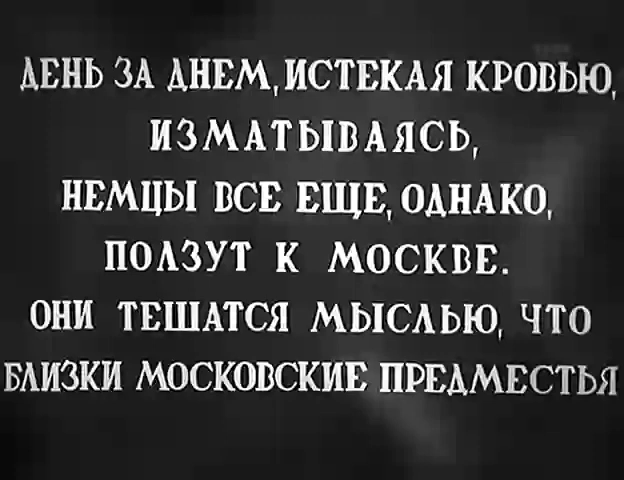 ДЕНЬ ЗА ДНЕМ, ИСТЕКАЯ КРОВЬЮ,
ИЗМАТЫВАЯСЬ,
НЕМЦЫ ВСЕ ЕЩЕ, ОДНАКО,
ПОЛЗУТ К МОСКВЕ.
ОНИ ТЕШАТСЯ МЫСЛЬЮ, ЧТО
БЛИЗКИ МОСКОВСКИЕ ПРЕДМЕСТЬЯ